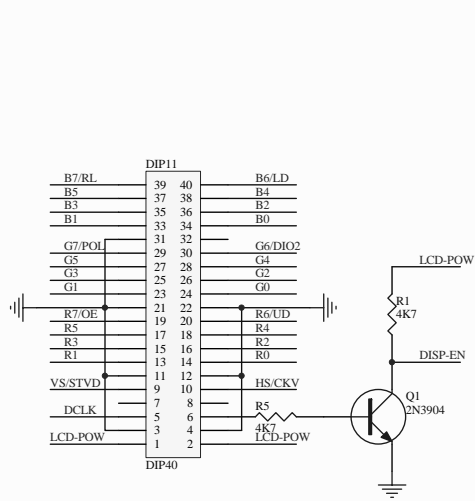 DIP11
B7/RL 39 40 B6/LD
B5 37 38 B4
B3 35 36 B2
B1 33 34 B0
31 32
G7/POL 29 30 G6/DIO2
G5 27 28 G4
G3 25 26 G2
G1 23 24 G0
21 22
R7/OE 19 20 R6/UD
R5 17 18 R4
R3 15 16 R2
R1 13 14 R0
11 12
VS/STVD 9 10 HS/CKV
7 8
DCLK 5 6
3 4
LCD-POW 1 2 LCD-POW
DIP40
R5
4K7
LCD-POW
R1
4K7
DISP-EN
Q1
2N3904